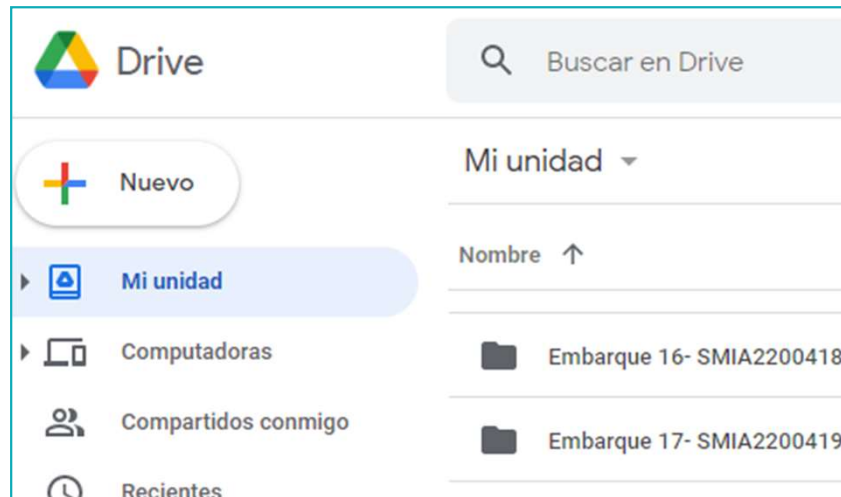 Drive
Buscar en Drive
Nuevo
Mi unidad
Nombre
Mi unidad
Computadoras
Compartidos conmigo
Recientes
Embarque 16- SMIA2200418
Embarque 17- SMIA2200419